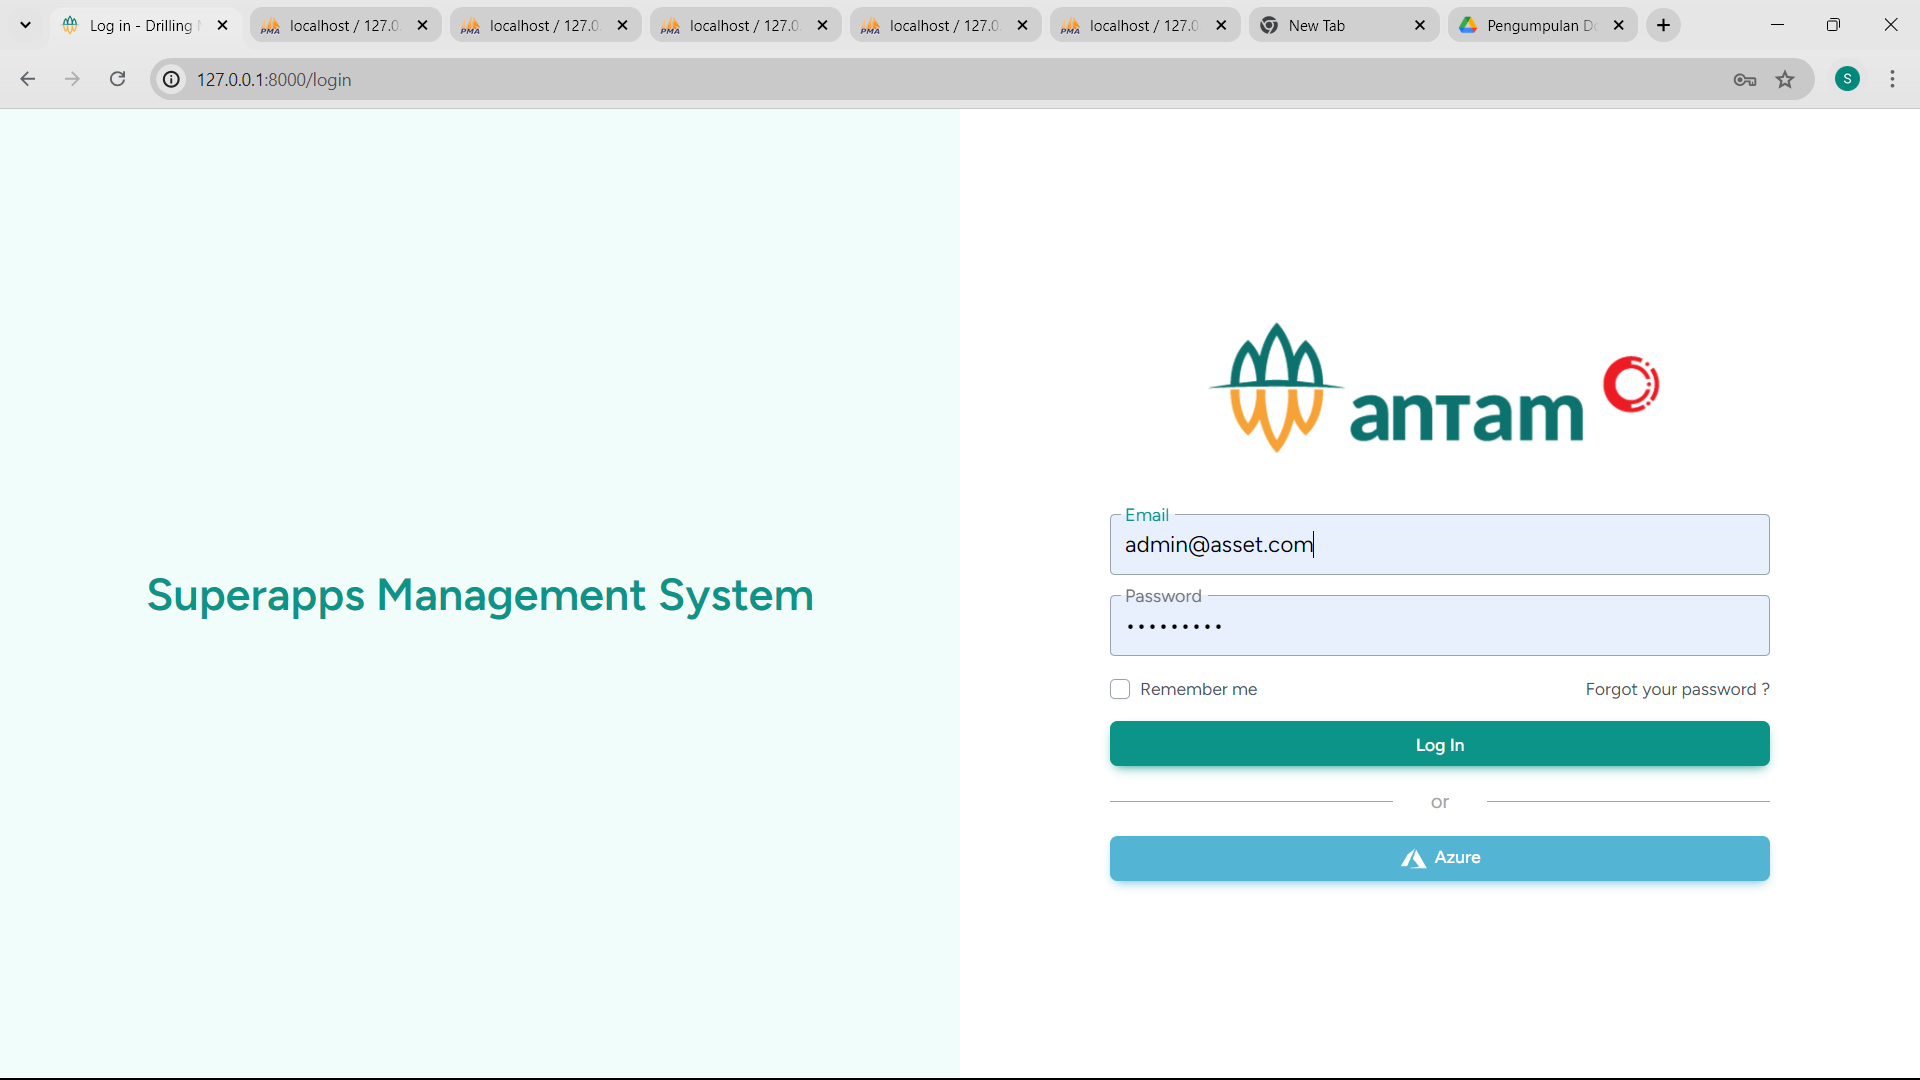 Log in - Drilling
localhost / 127.0.
localhost / 127.0.
localhost / 127.0.
localhost / 127.0.
localhost / 127.0
New Tab
Pengumpulan Do
127.0.0.1:8000/login
S
Superapps Management System
antam
Email
admin@asset.com
Password
•••••••••
Remember me
Forgot your password ?
Log In
or
Azure